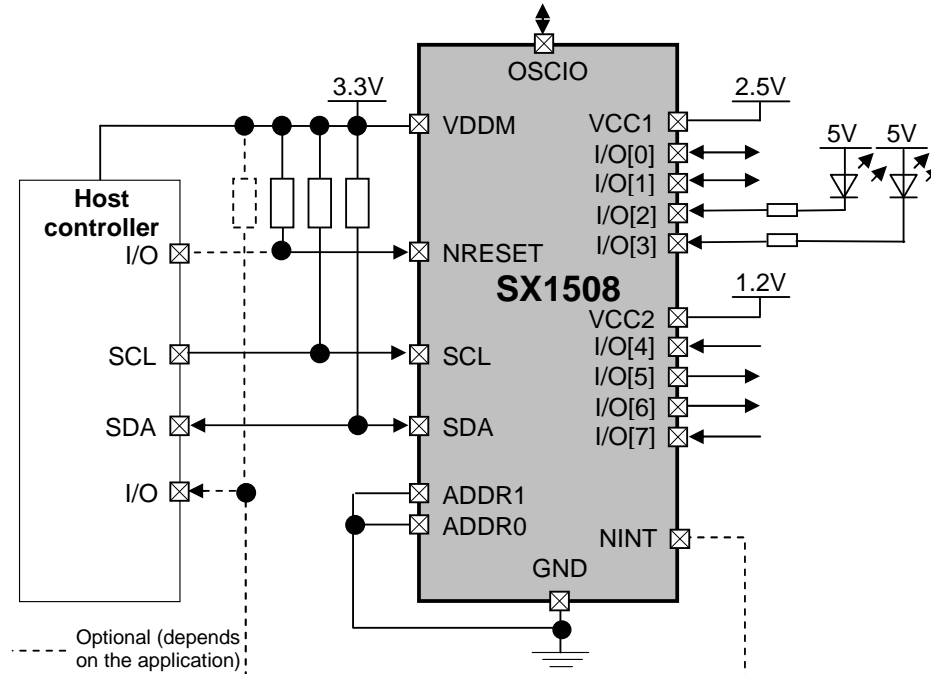 OSCIO
3.3V
2.5V
VDDM
VCC1
5V
5V
I/O[0]
I/O[1]
Host
controller
I/O[2]
I/O
NRESET
I/O[3]
SX1508
1.2V
VCC2
SCL
SCL
I/O[4]
I/O[5]
I/O[6]
SDA
SDA
I/O[7]
I/O
ADDR1
ADDR0
NINT
GND
Optional (depends
on the application)